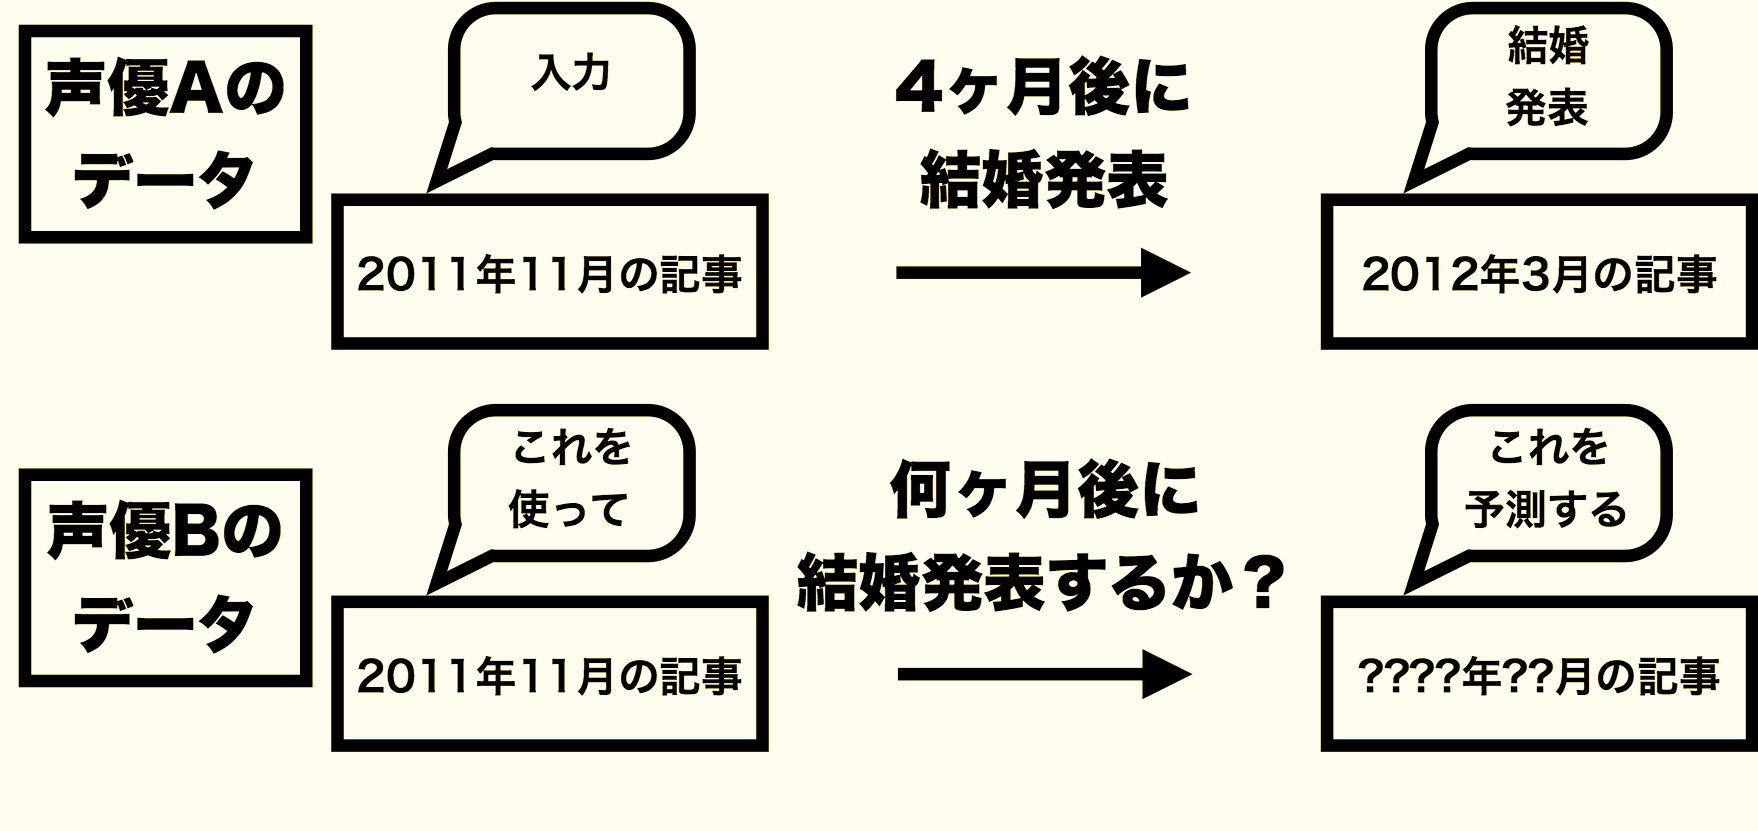 声優Aの
データ
入力
2011年11月の記事
4ヶ月後に
結婚発表
結婚
発表
2012年3月の記事
声優Bの
データ
これを
使って
2011年11月の記事
何ヶ月後に
結婚発表するか？
これを
予測する
????年??月の記事